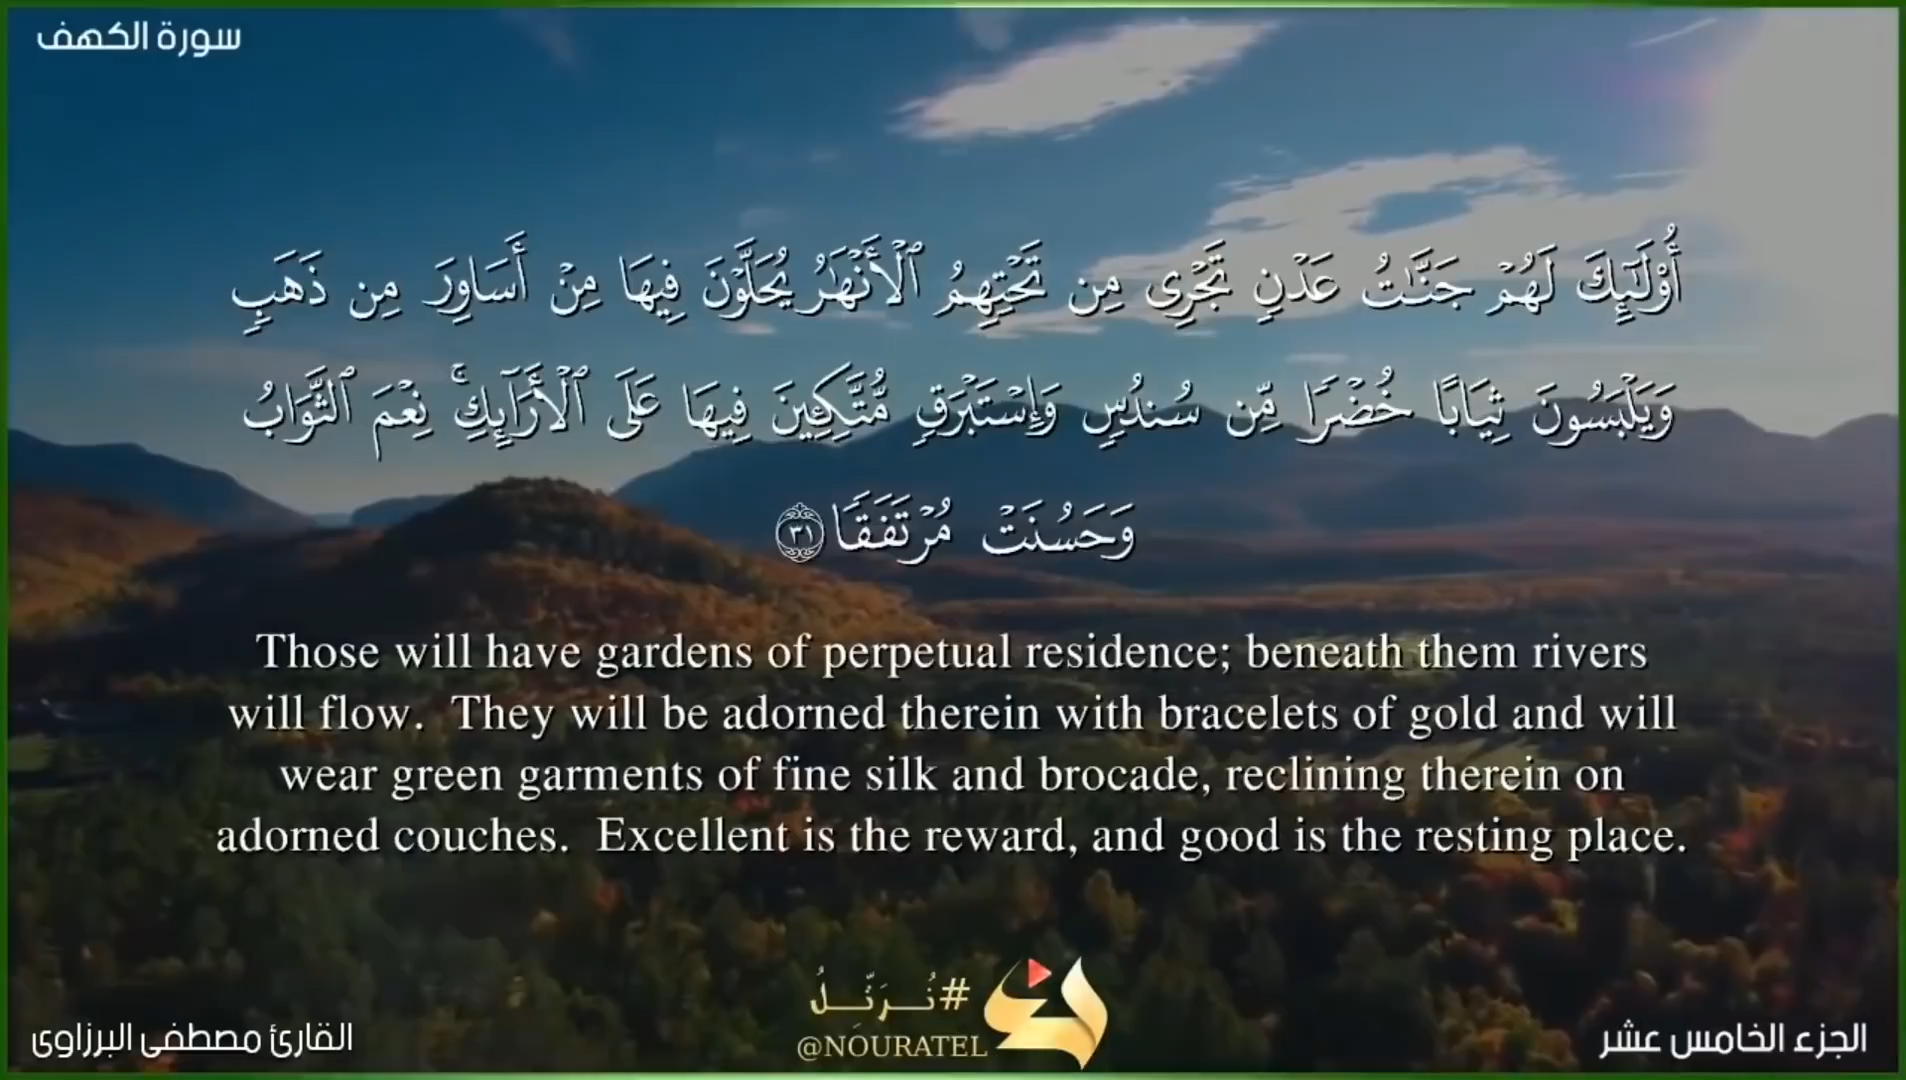 سورة الكهف
أُوْلَـٰٓئِكَ لَهُمۡ جَنَّـٰتُ عَدۡنٖ تَجۡرِي مِن تَحۡتِهِمُ ٱلۡأَنۡهَـٰرُ يُحَلَّوۡنَ فِيهَا مِنۡ أَسَاوِرَ مِن ذَهَبٖ
وَيَلۡبَسُونَ ثِيَابًا خُضۡرٗا مِّن سُندُسٖ وَإِسۡتَبۡرَقٖ مُّتَّكِـِٔينَ فِيهَا عَلَى ٱلۡأَرَآئِكِۚ نِعۡمَ ٱلثَّوَابُ
وَحَسُنَتۡ مُرۡتَفَقٗا ٣١
Those will have gardens of perpetual residence; beneath them rivers
will flow. They will be adorned therein with bracelets of gold and will
wear green garments of fine silk and brocade, reclining therein on
adorned couches. Excellent is the reward, and good is the resting place.
#نُـرَتِّـلُ
@NOURATEL
الجزء الخامس عشر
القارئ مصطفى البرزاوى